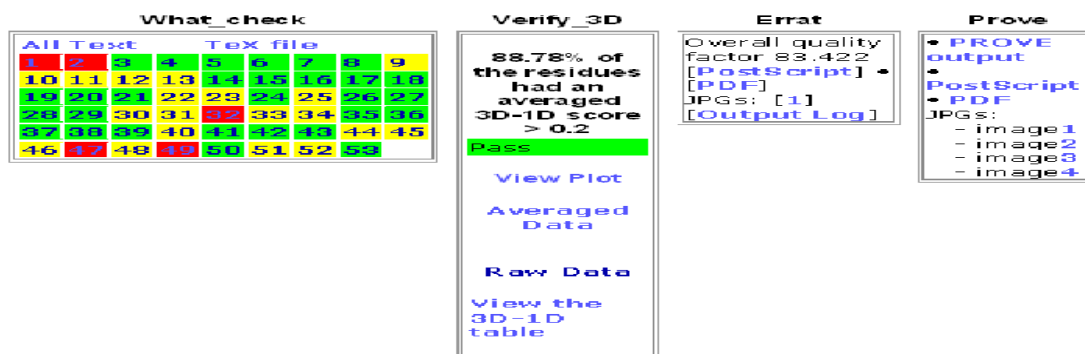 What_check
All Text TeX file
1 2 3 4 5 6 7 8 9
10 11 12 13 14 15 16 17 18
19 20 21 22 23 24 25 26 27
28 29 30 31 32 33 34 35 36
37 38 39 40 41 42 43 44 45
46 47 48 49 50 51 52 53
Verify_3D
88.78% of
the residues
had an
averaged
3D-1D score
> 0.2
Pass
View Plot
Averaged
Data
Raw Data
View the
3D-1D
table
Errat
Overall quality
factor 83.422
[PostScript] •
[PDF]
JPGs: [1]
[Output Log]
Prove
• PROVE
output
•
PostScript
• PDF
JPGs:
- image1
- image2
- image3
- image4